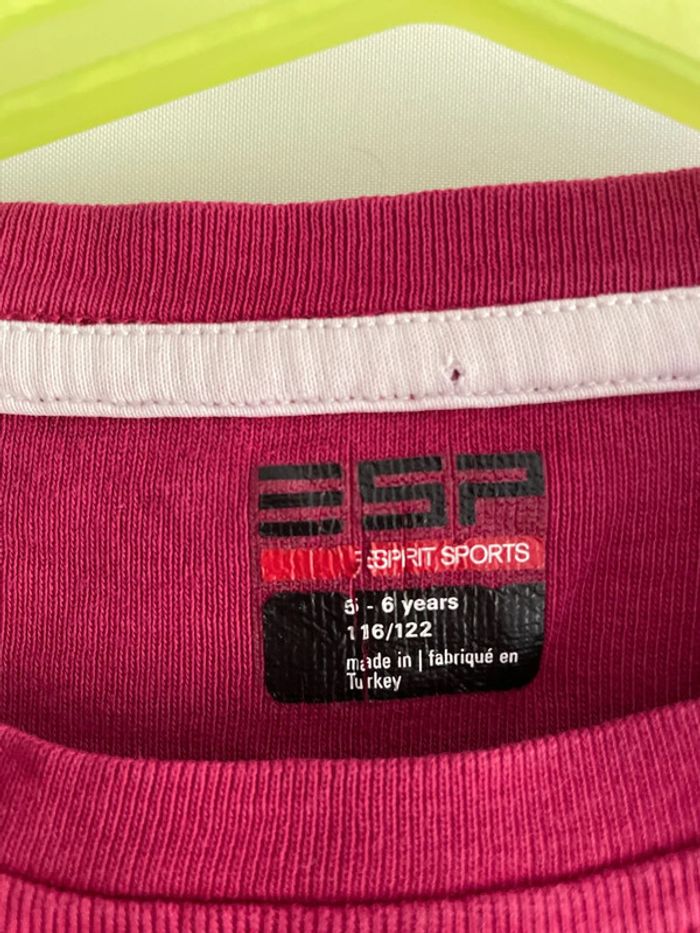 ESP
ESPRIT SPORTS
5 - 6 years
116/122
made in | fabriqué en
Turkey